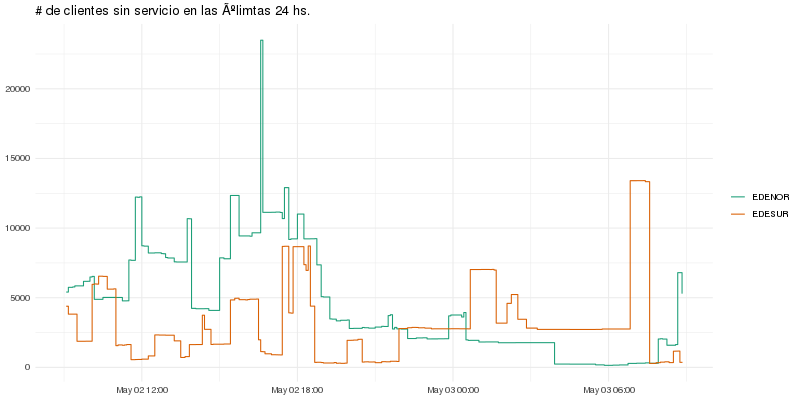 # de clientes sin servicio en las Ãºlimtas 24 hs.
20000
15000
10000
5000
0
May 02 12:00
May 02 18:00
May 03 00:00
May 03 06:00
EDENOR
EDESUR